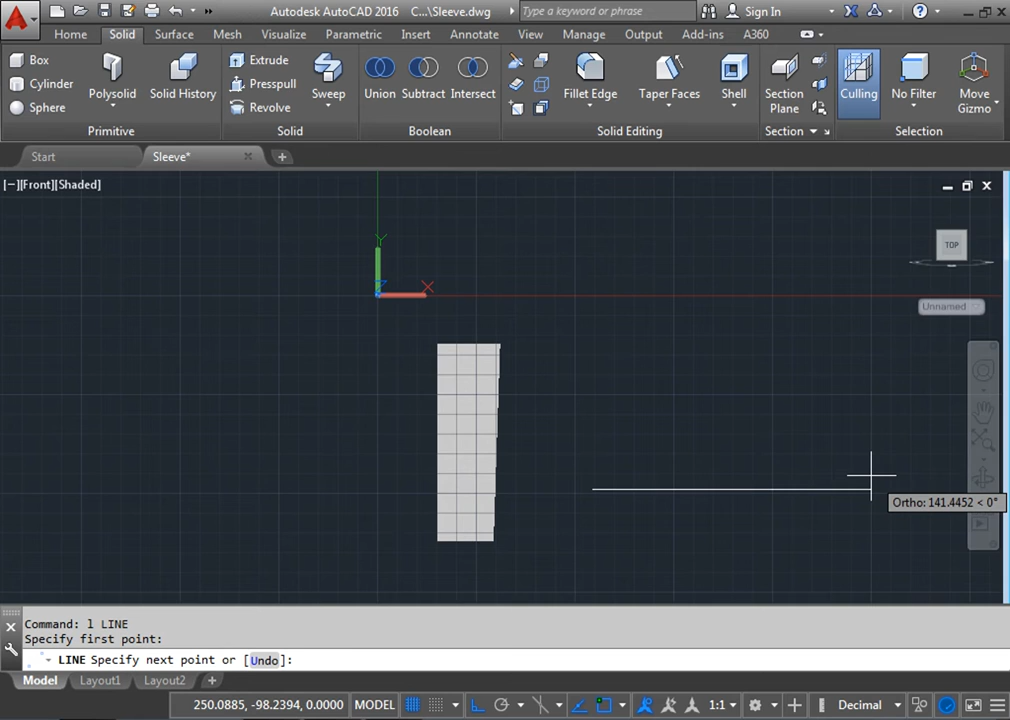 Autodesk AutoCAD 2016 C...\Sleeve.dwg
Type a keyword or phrase
Sign In
Home Solid Surface Mesh Visualize Parametric Insert Annotate View Manage Output Add-ins A360
Box
Cylinder
Sphere
Polysolid
Solid History
Extrude
Presspull
Revolve
Sweep
Union
Subtract
Intersect
Fillet Edge
Taper Faces
Shell
Section Plane
Culling
No Filter
Move Gizmo
Primitive
Solid
Boolean
Solid Editing
Section
Selection
Start
Sleeve*
[−][Front][Shaded]
TOP
Y
X
Z
Unnamed
Ortho: 141.4452 < 0°
Command: l LINE
Specify first point:
LINE Specify next point or [Undo]:
Model Layout1 Layout2
250.0885, -98.2394, 0.0000 MODEL
1:1
Decimal